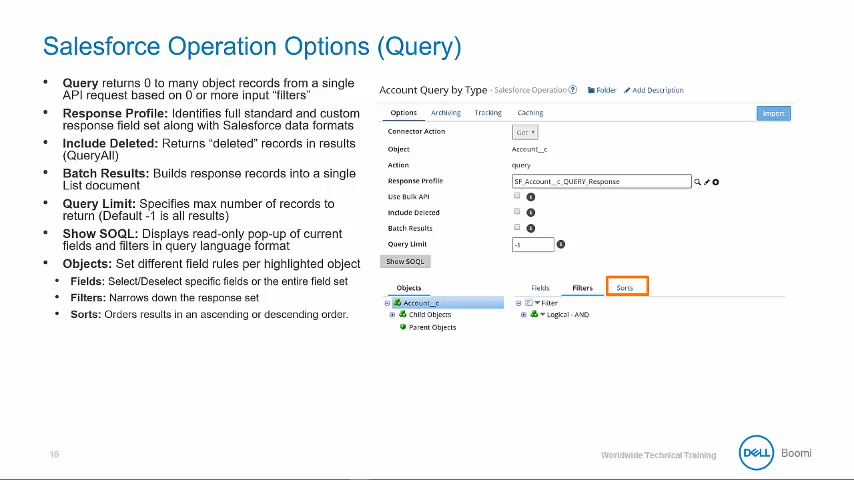 Salesforce Operation Options (Query)
• Query returns 0 to many object records from a single
API request based on 0 or more input “filters”
• Response Profile: Identifies full standard and custom
response field set along with Salesforce data formats
• Include Deleted: Returns “deleted” records in results
(QueryAll)
• Batch Results: Builds response records into a single
List document
• Query Limit: Specifies max number of records to
return (Default -1 is all results)
• Show SOQL: Displays read-only pop-up of current
fields and filters in query language format
• Objects: Set different field rules per highlighted object
• Fields: Select/Deselect specific fields or the entire field set
• Filters: Narrows down the response set
• Sorts: Orders results in an ascending or descending order.
Account Query by Type - Salesforce Operation ? Folder Add Description
Options Archiving Tracking Caching Import
Connector Action Get
Object Account__c
Action query
Response Profile SF_Account__c_QUERY_Response
Use Bulk API
Include Deleted
Batch Results
Query Limit -1
Show SOQL
Objects Fields Filters Sorts
Account__c Filter
Child Objects Logical - AND
Parent Objects
16 Worldwide Technical Training DELL Boomi